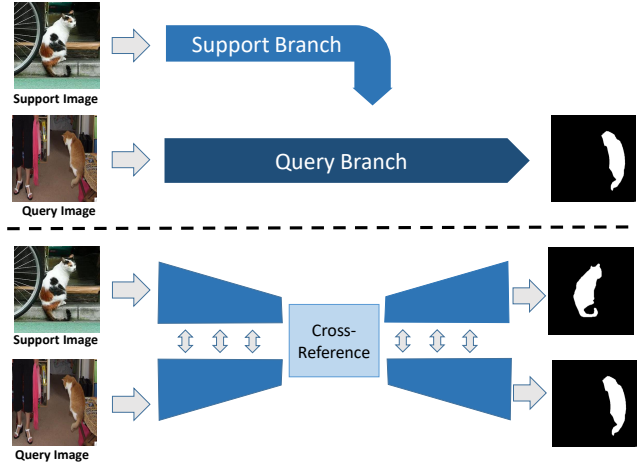 Support Branch
Support Image
Query Branch
Query Image
Support Image
Cross-
Reference
Query Image